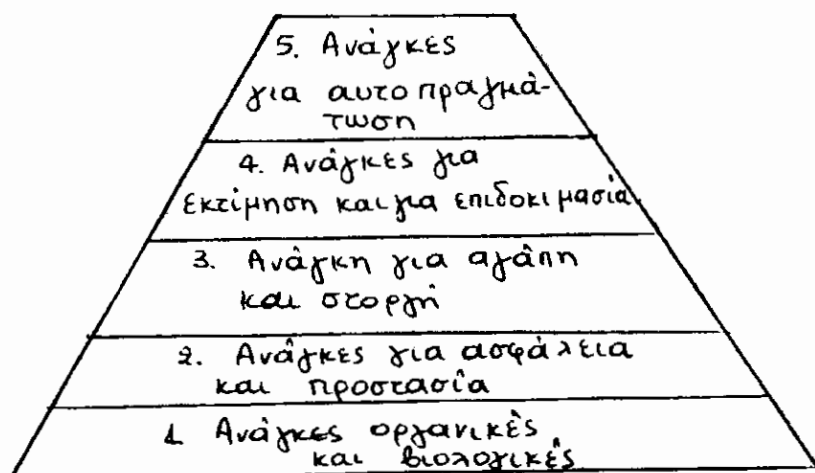 5. Ανάγκες
για αυτοπραγμά-
τωση
4. Ανάγκες για
εκτίμηση και για επιδοκιμασία
3. Ανάγκη για αγάπη
και στοργή
2. Ανάγκες για ασφάλεια
και προστασία
1 Ανάγκες οργανικές
και βιολογικές